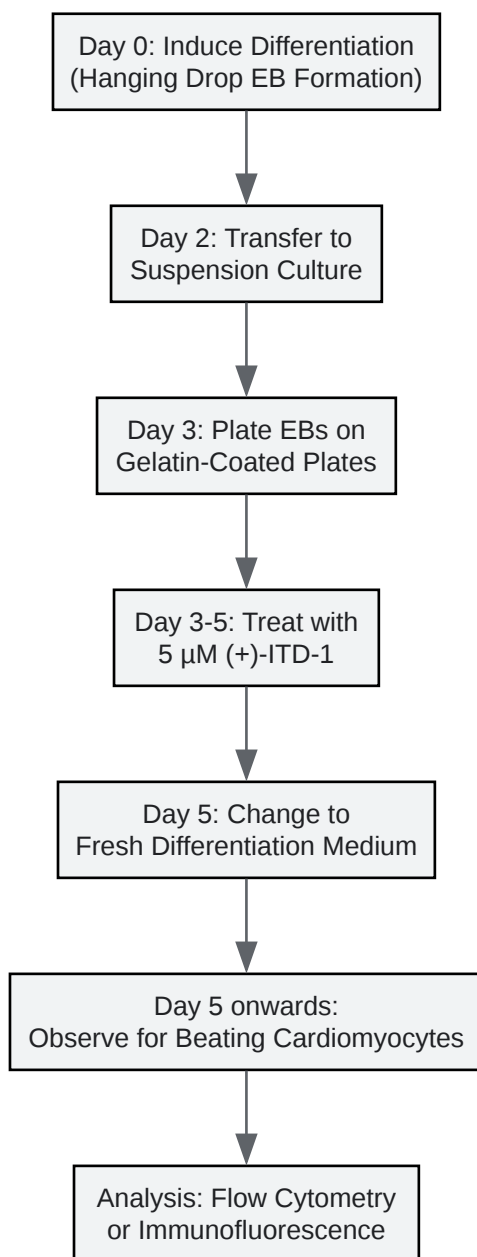 Day 0: Induce Differentiation
(Hanging Drop EB Formation)
Day 2: Transfer to
Suspension Culture
Day 3: Plate EBs on
Gelatin-Coated Plates
Day 3-5: Treat with
5 µM (+)-ITD-1
Day 5: Change to
Fresh Differentiation Medium
Day 5 onwards:
Observe for Beating Cardiomyocytes
Analysis: Flow Cytometry
or Immunofluorescence